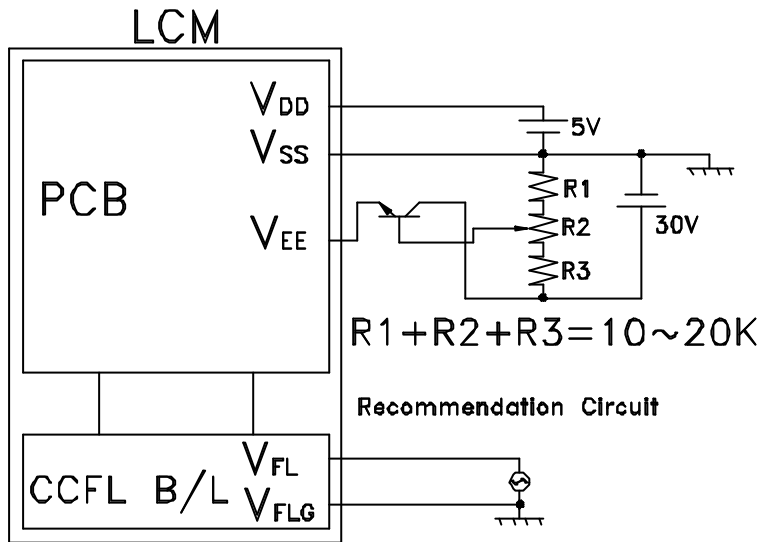 LCM
VDD
5V
VSS
PCB
R1
VEE
R2
30V
R3
R1+R2+R3=10~20K
Recommendation Circuit
VFL
CCFL B/L
VFLG